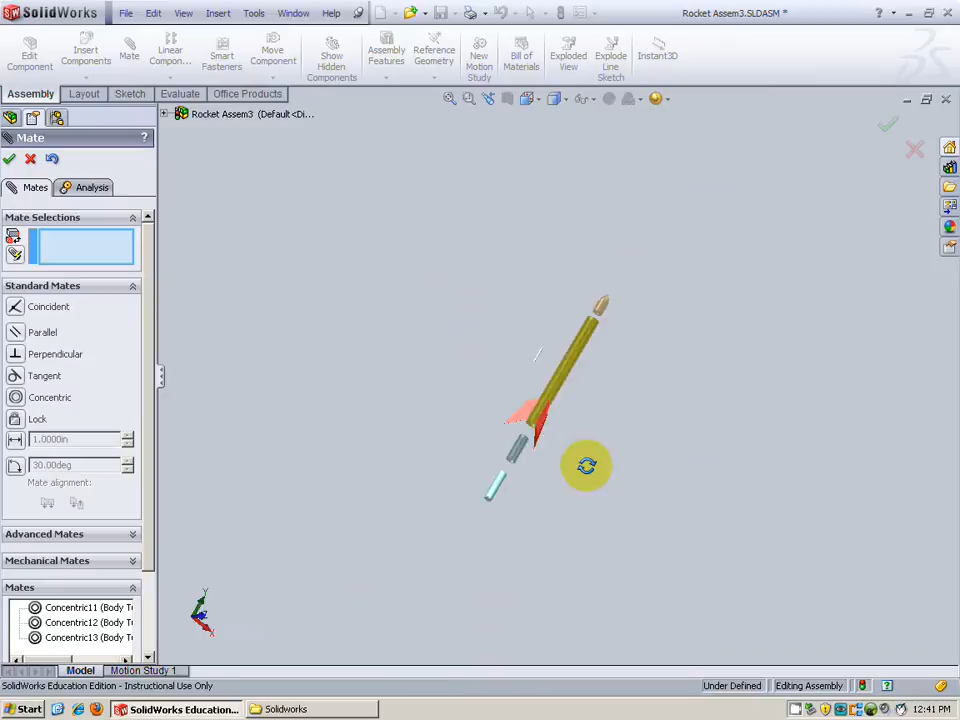 SolidWorks File Edit View Insert Tools Window Help Rocket Assem3.SLDASM * ?
Edit Component
Insert Components
Mate
Linear Compon...
Smart Fasteners
Move Component
Show Hidden Components
Assembly Features
Reference Geometry
New Motion Study
Bill of Materials
Exploded View
Explode Line Sketch
Instant3D
Assembly Layout Sketch Evaluate Office Products
Rocket Assem3 (Default<Di...
Mate ?
Mates Analysis
Mate Selections
Standard Mates
Coincident
Parallel
Perpendicular
Tangent
Concentric
Lock
1.0000in
30.00deg
Mate alignment:
Advanced Mates
Mechanical Mates
Mates
Concentric11 (Body T
Concentric12 (Body T
Concentric13 (Body T
Y
Z
X
Model Motion Study 1
SolidWorks Education Edition - Instructional Use Only Under Defined Editing Assembly ?
Start SolidWorks Education... Solidworks 12:41 PM